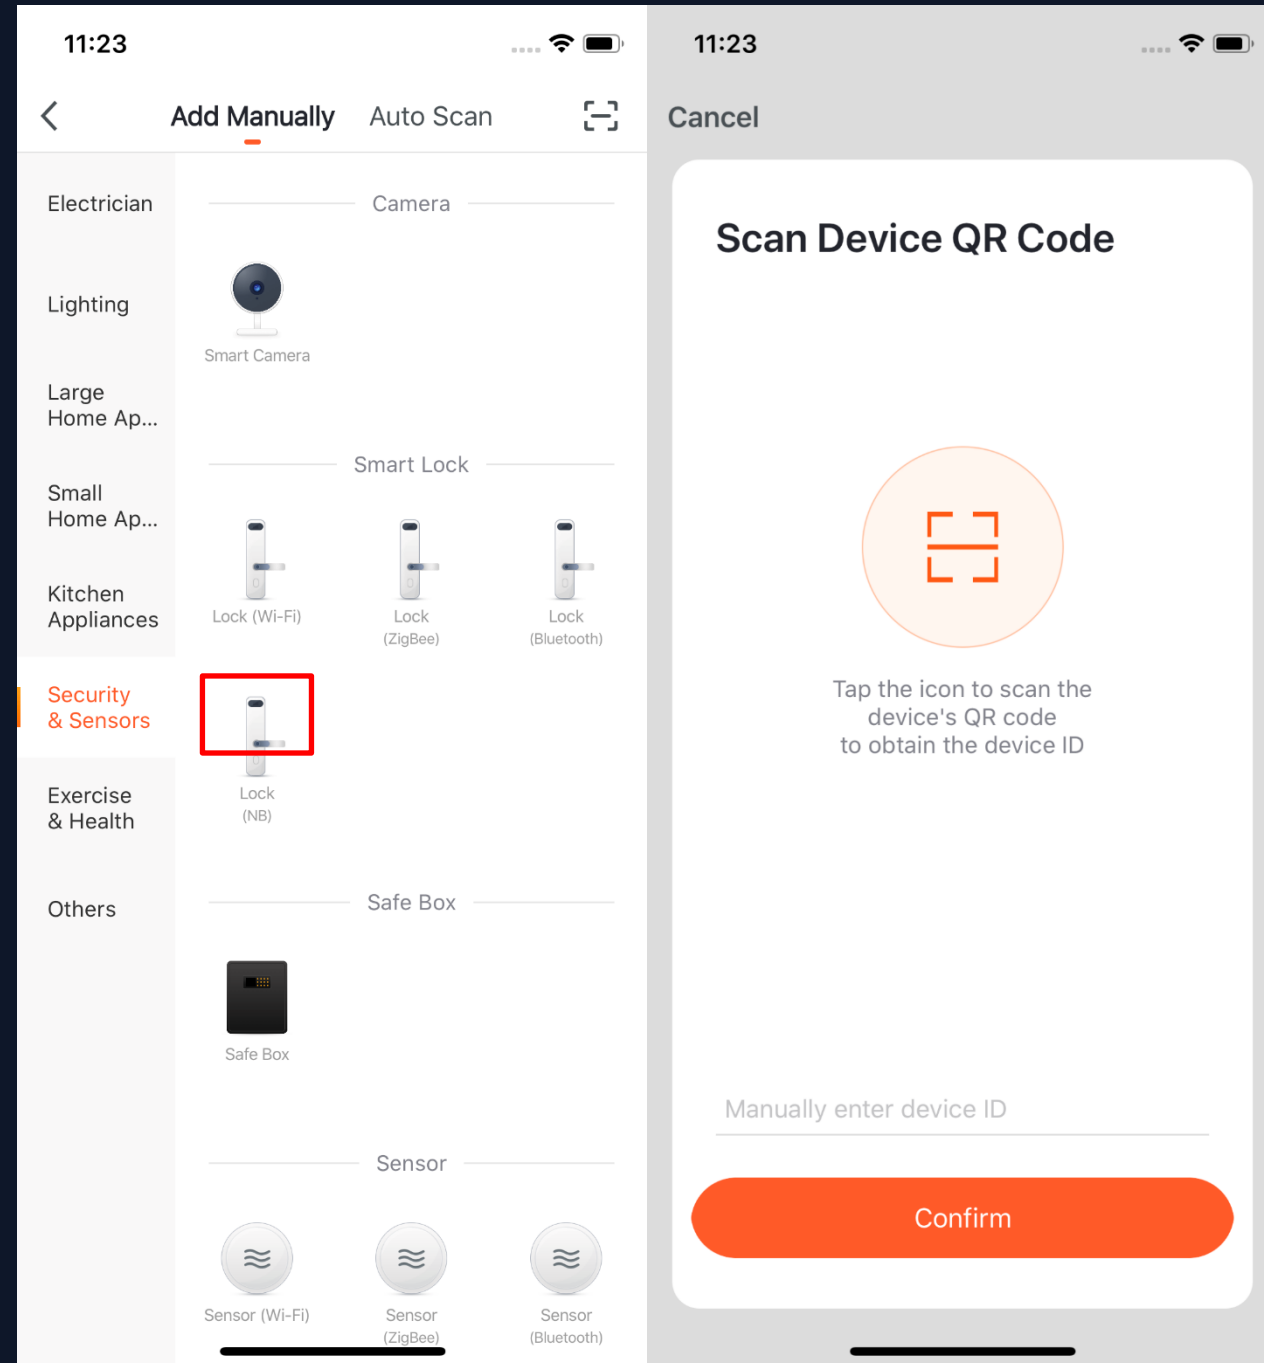 11:23
Add Manually Auto Scan
Electrician
Lighting
Large
Home Ap...
Small
Home Ap...
Kitchen
Appliances
Security
& Sensors
Exercise
& Health
Others
Camera
Smart Camera
Smart Lock
Lock (Wi-Fi)
Lock
(ZigBee)
Lock
(Bluetooth)
Lock
(NB)
Safe Box
Safe Box
Sensor
Sensor (Wi-Fi)
Sensor
(ZigBee)
Sensor
(Bluetooth)
11:23
Cancel
Scan Device QR Code
Tap the icon to scan the
device's QR code
to obtain the device ID
Manually enter device ID
Confirm